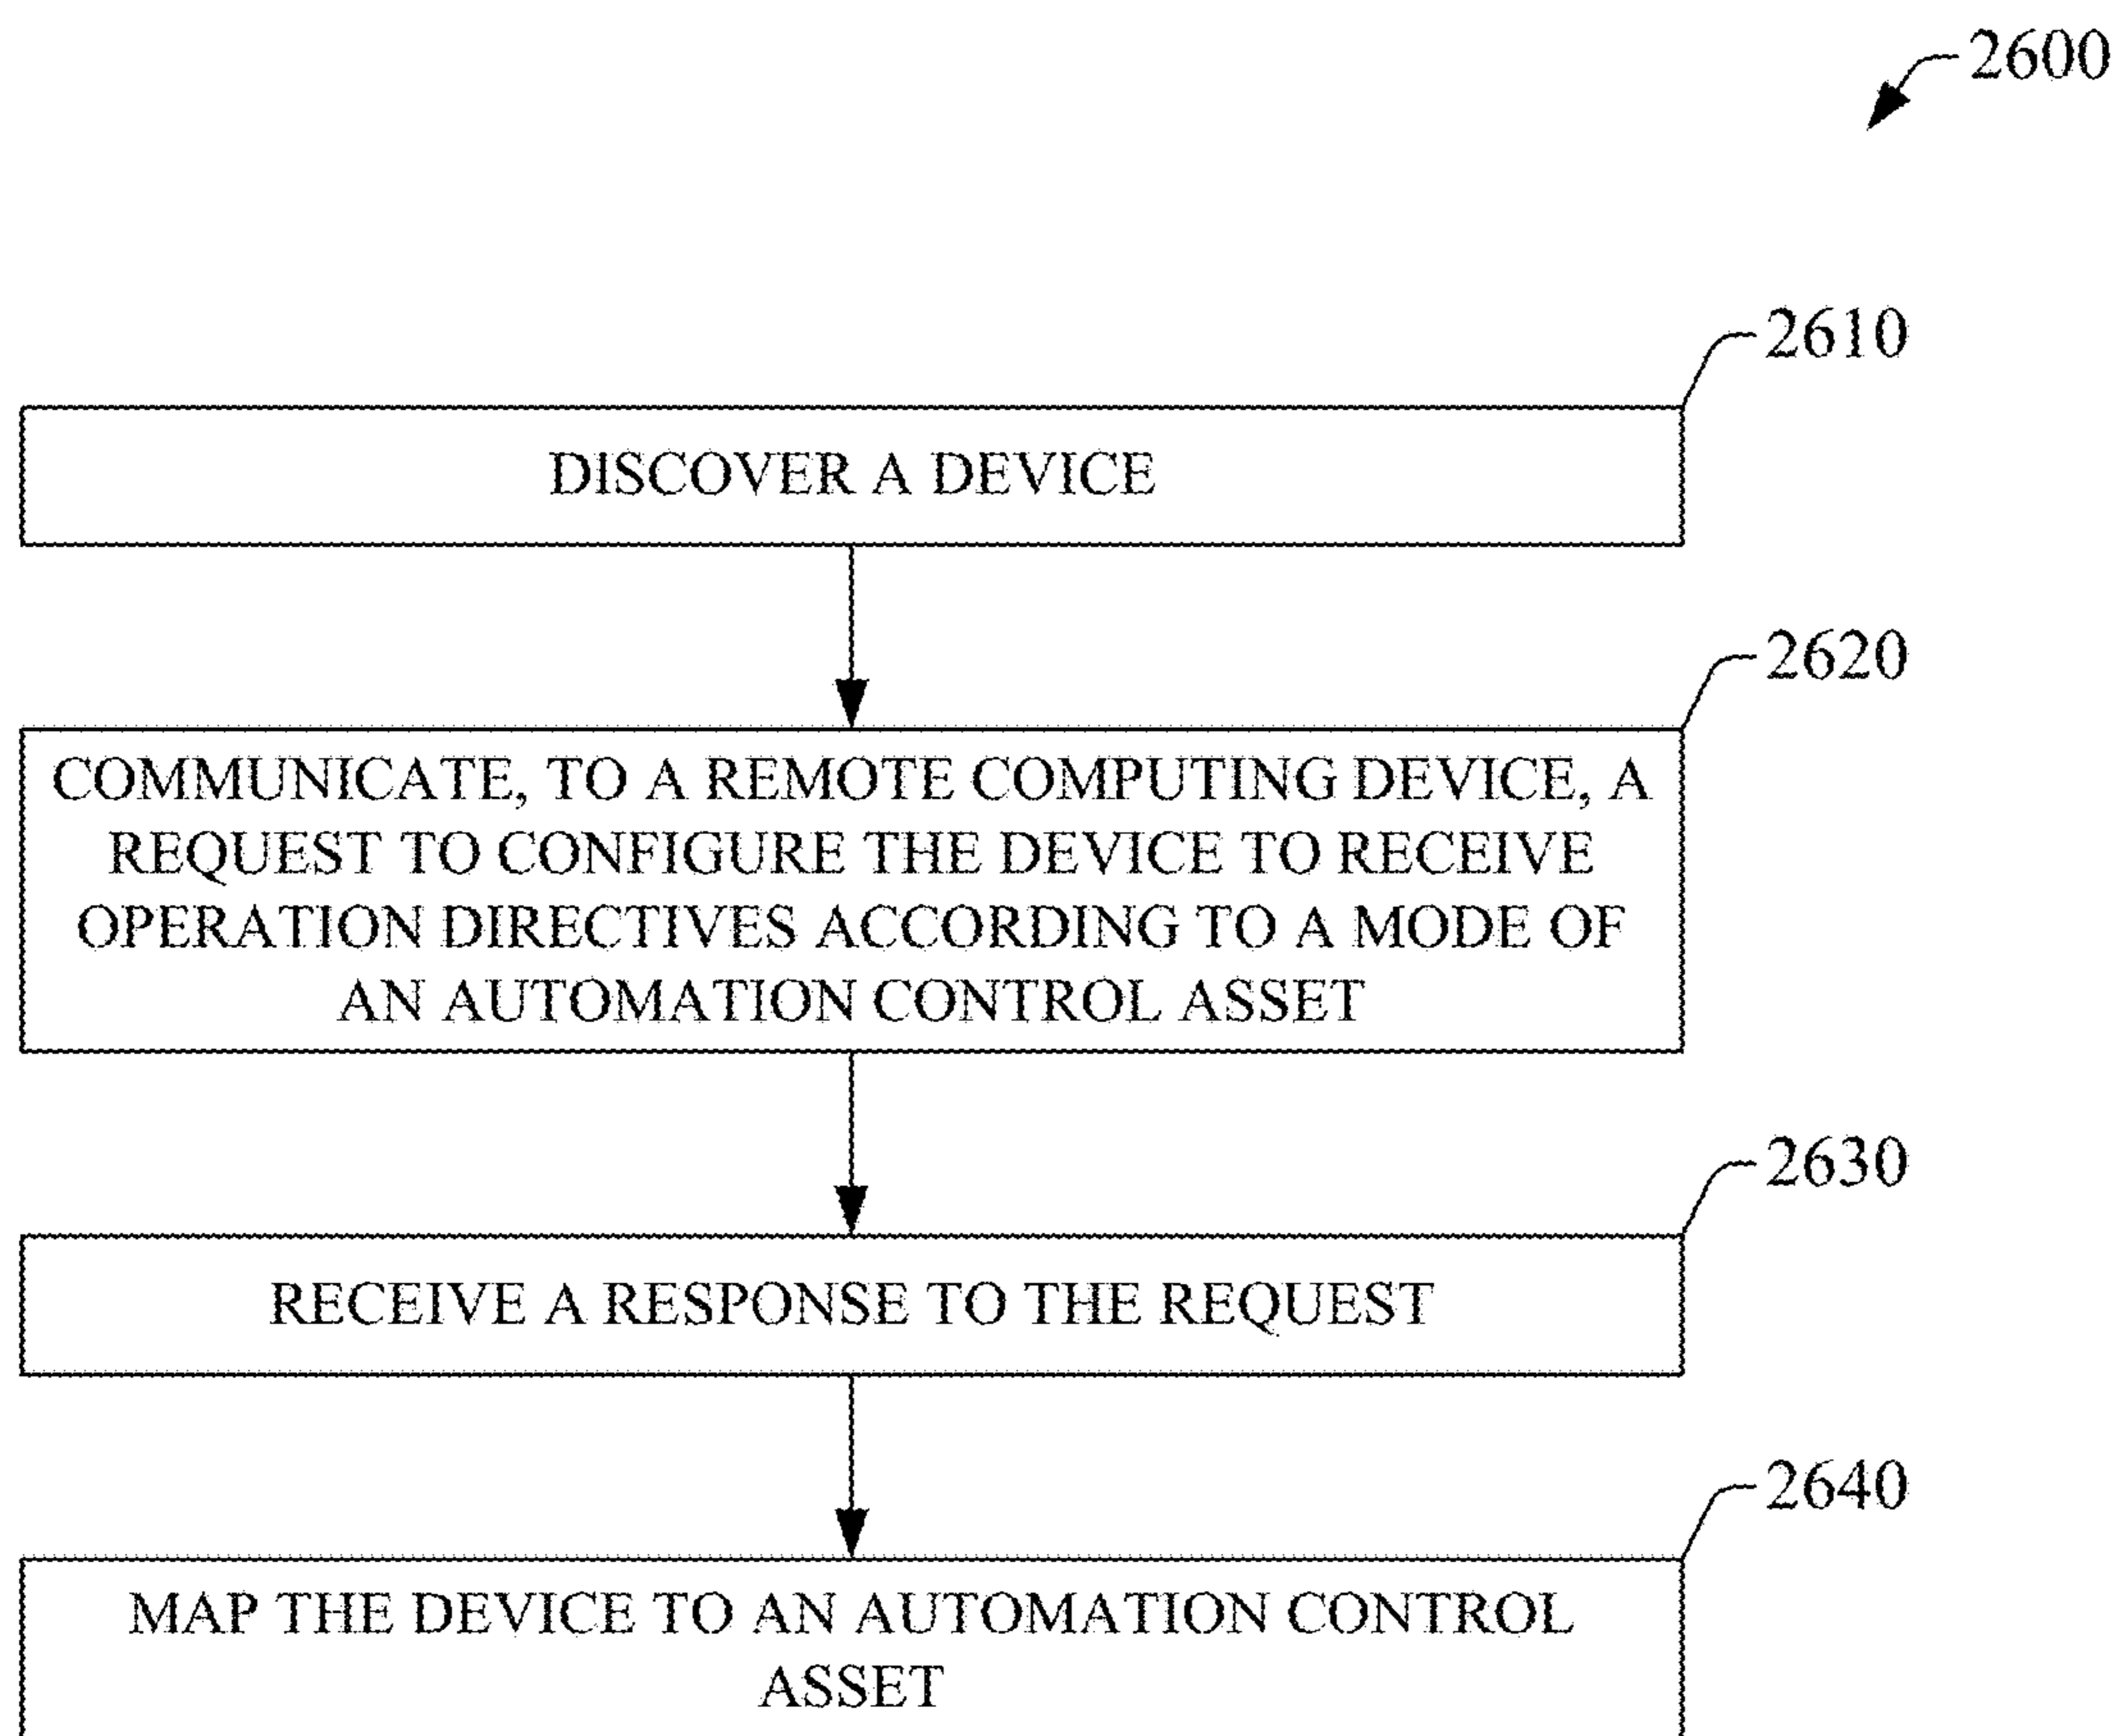 2600
2610
DISCOVER A DEVICE
2620
COMMUNICATE, TO A REMOTE COMPUTING DEVICE, A
REQUEST TO CONFIGURE THE DEVICE TO RECEIVE
OPERATION DIRECTIVES ACCORDING TO A MODE OF
AN AUTOMATION CONTROL ASSET
2630
RECEIVE A RESPONSE TO THE REQUEST
2640
MAP THE DEVICE TO AN AUTOMATION CONTROL
ASSET